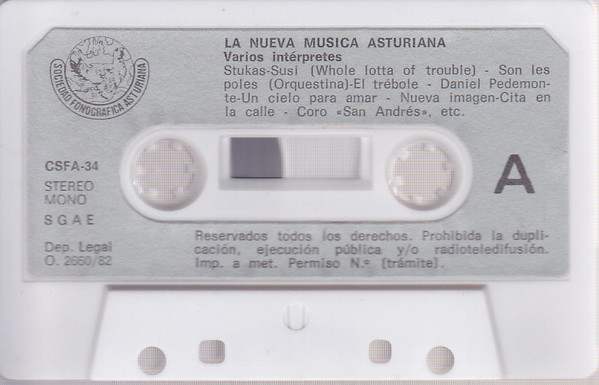 LA NUEVA MUSICA ASTURIANA
Varios intérpretes
Stukas-Susi (Whole lotta of trouble) - Son les
poles (Orquestina)-El trébole - Daniel Pedemon-
te-Un cielo para amar - Nueva imagen-Cita en
la calle - Coro «San Andrés», etc.
SOCIEDAD FONOGRAFICA ASTURIANA
CSFA-34
STEREO
MONO
S G A E
Dep. Legal
O. 2660/82
A
Reservados todos los derechos. Prohibida la dupli-
cación, ejecución pública y/o radioteledifusión.
Imp. a met. Permiso N.º (trámite).